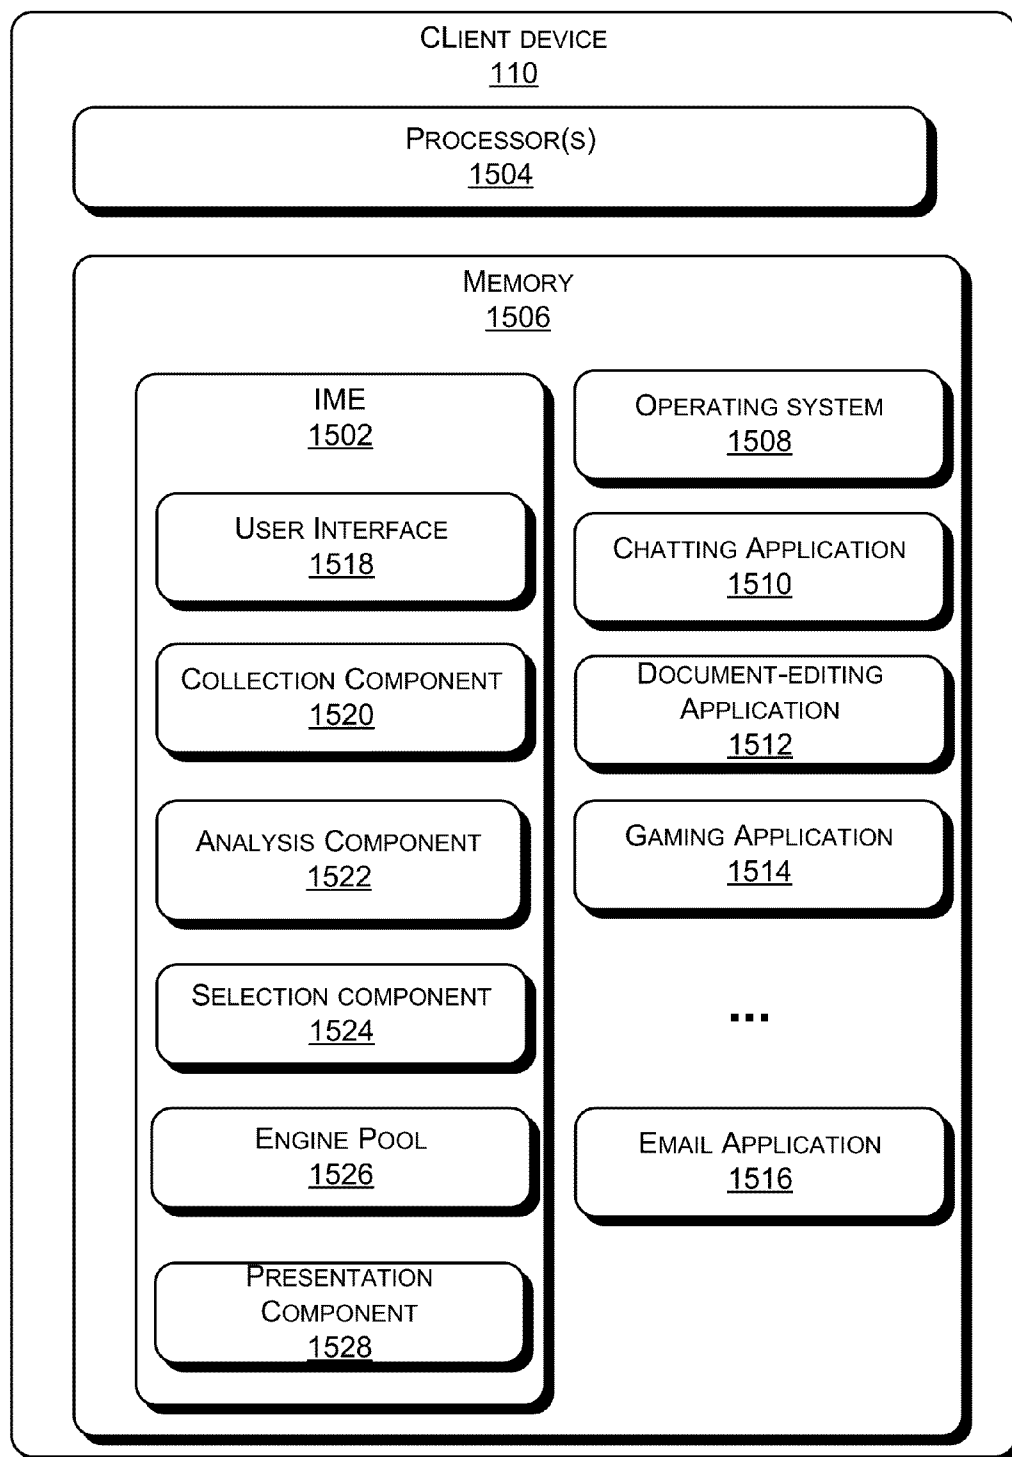 CLIENT DEVICE
110
PROCESSOR(S)
1504
MEMORY
1506
IME
1502
USER INTERFACE
1518
COLLECTION COMPONENT
1520
ANALYSIS COMPONENT
1522
SELECTION COMPONENT
1524
ENGINE POOL
1526
PRESENTATION
COMPONENT
1528
OPERATING SYSTEM
1508
CHATTING APPLICATION
1510
DOCUMENT-EDITING
APPLICATION
1512
GAMING APPLICATION
1514
...
EMAIL APPLICATION
1516